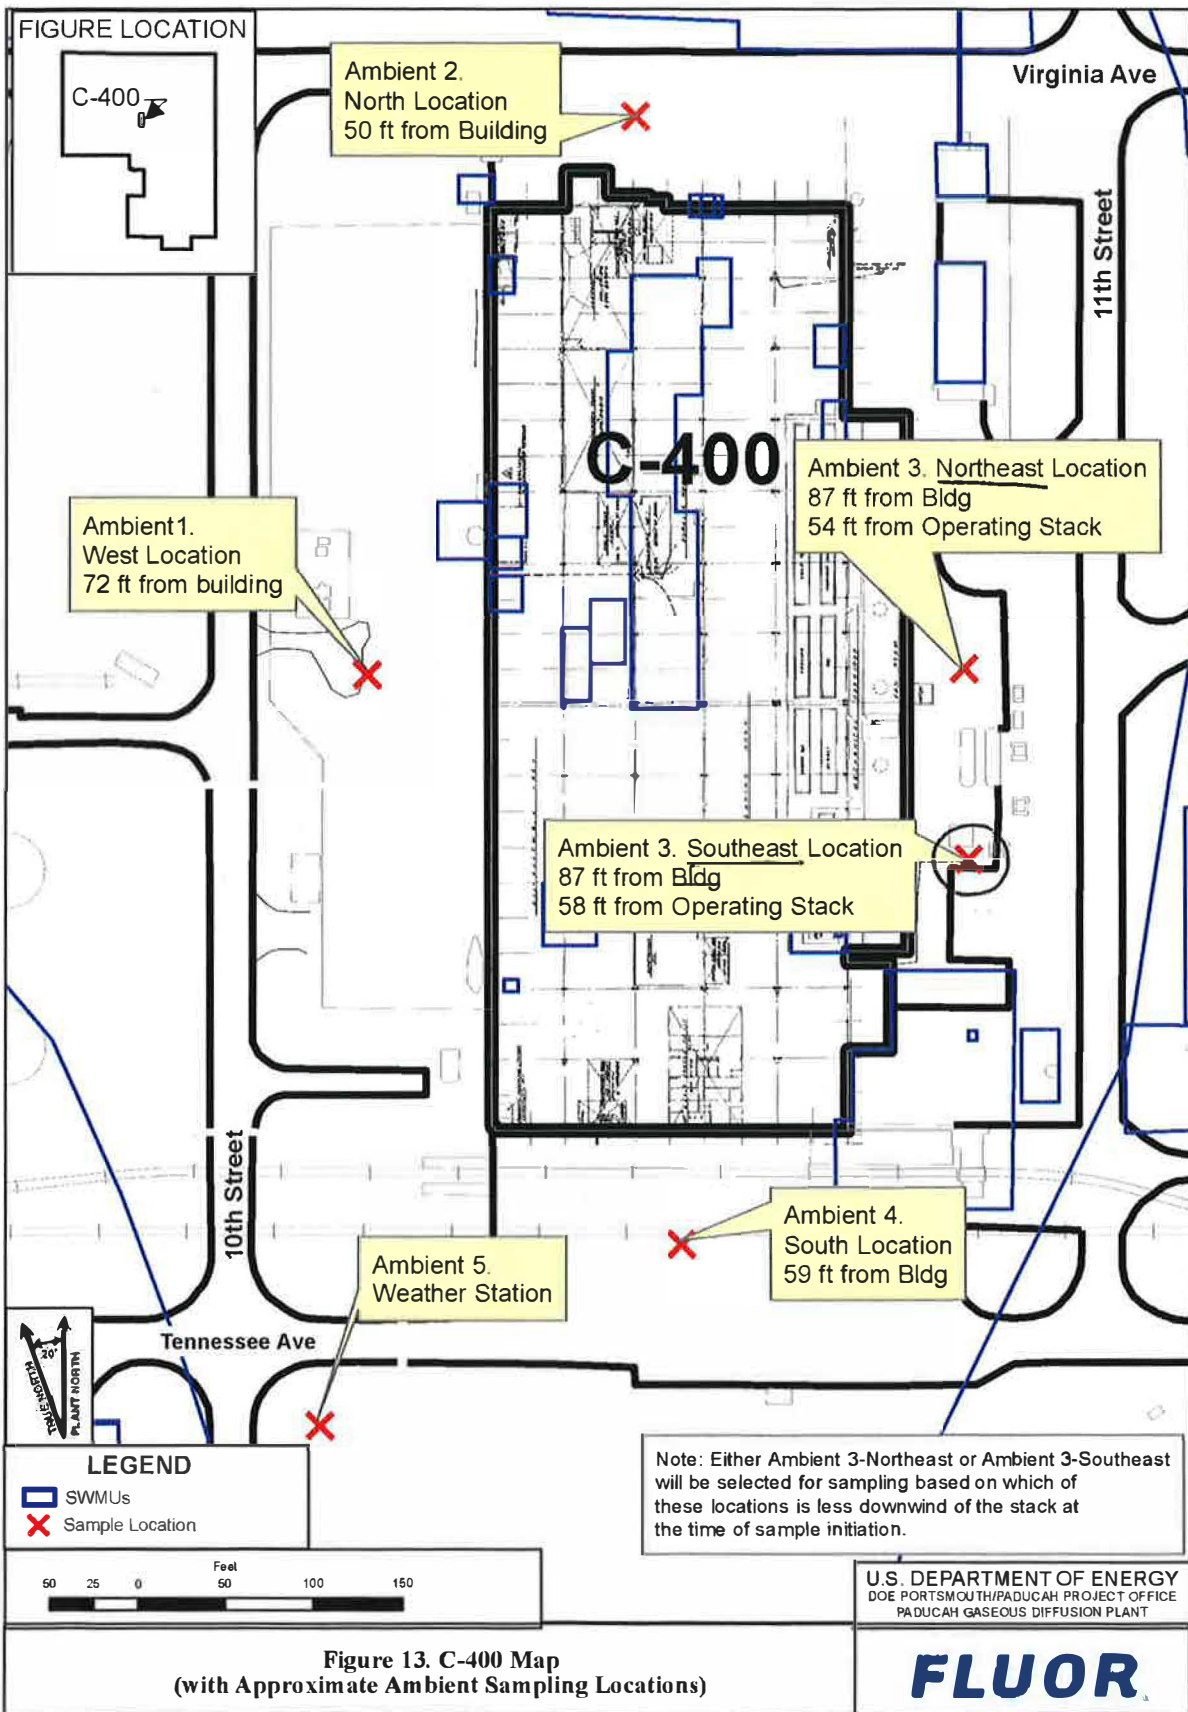 FIGURE LOCATION
C-400
Ambient 2.
North Location
50 ft from Building
Virginia Ave
11th Street
C-400
Ambient 3. Northeast Location
87 ft from Bldg
54 ft from Operating Stack
Ambient1.
West Location
72 ft from building
Ambient 3. Southeast Location
87 ft from Bldg
58 ft from Operating Stack
10th Street
Ambient 4.
South Location
59 ft from Bldg
Ambient 5.
Weather Station
Tennessee Ave
20°
TRUE NORTH
PLANT NORTH
LEGEND
SWMUs
Sample Location
Note: Either Ambient 3-Northeast or Ambient 3-Southeast
will be selected for sampling based on which of
these locations is less downwind of the stack at
the time of sample initiation.
Feet
50 25 0 50 100 150
U.S. DEPARTMENT OF ENERGY
DOE PORTSMOUTH/PADUCAH PROJECT OFFICE
PADUCAH GASEOUS DIFFUSION PLANT
Figure 13. C-400 Map
(with Approximate Ambient Sampling Locations)
FLUOR